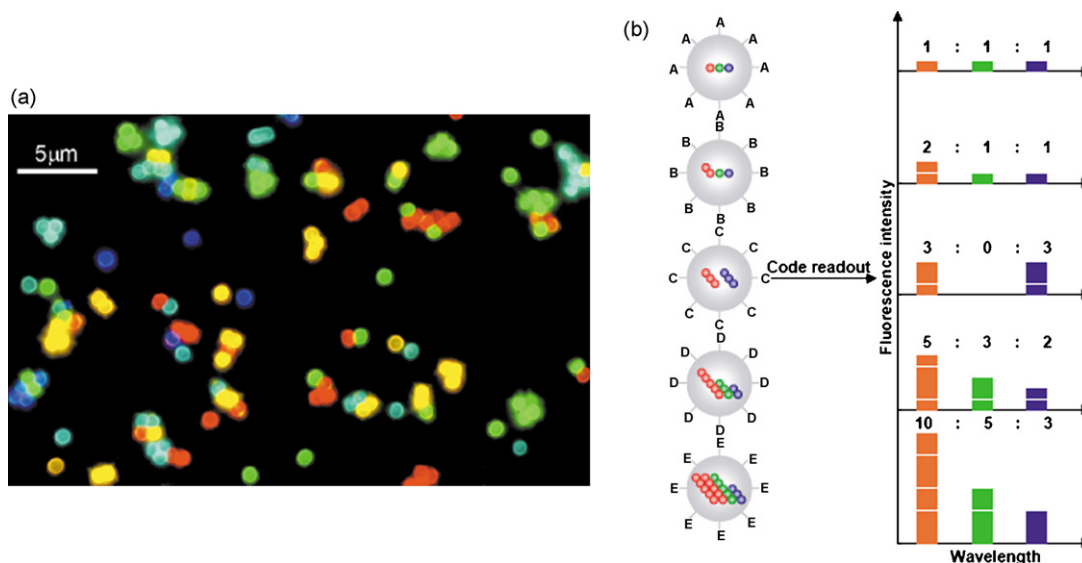 (a)
5μm
(b)
A
A A
A A
A A
A
B
B B
B B
B B
B
C
C C
C C
C C
C
D
D D
D D
D D
D
E
E E
E E
E E
E
Code readout
Fluorescence intensity
1 : 1 : 1
2 : 1 : 1
3 : 0 : 3
5 : 3 : 2
10 : 5 : 3
Wavelength